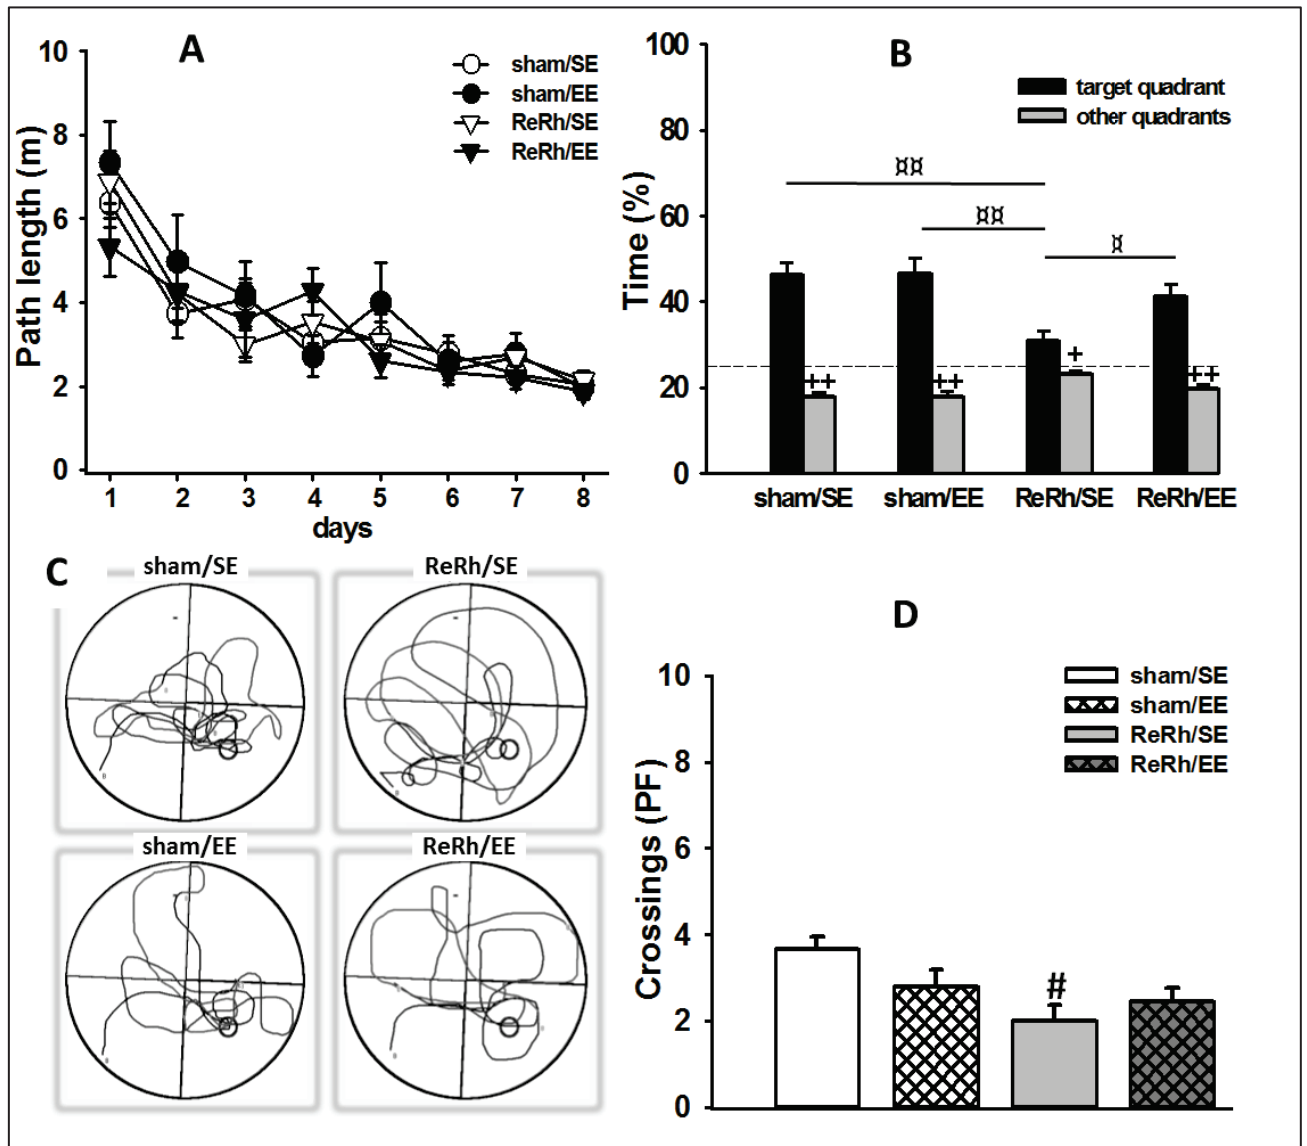 A
10
8
6
4
2
0
Path length (m)
sham/SE
sham/EE
ReRh/SE
ReRh/EE
1 2 3 4 5 6 7 8
days
B
100
80
60
40
20
0
Time (%)
target quadrant
other quadrants
¤¤
¤¤
¤
++ ++ + ++
sham/SE sham/EE ReRh/SE ReRh/EE
C
sham/SE
ReRh/SE
sham/EE
ReRh/EE
D
10
8
6
4
2
0
Crossings (PF)
sham/SE
sham/EE
ReRh/SE
ReRh/EE
#